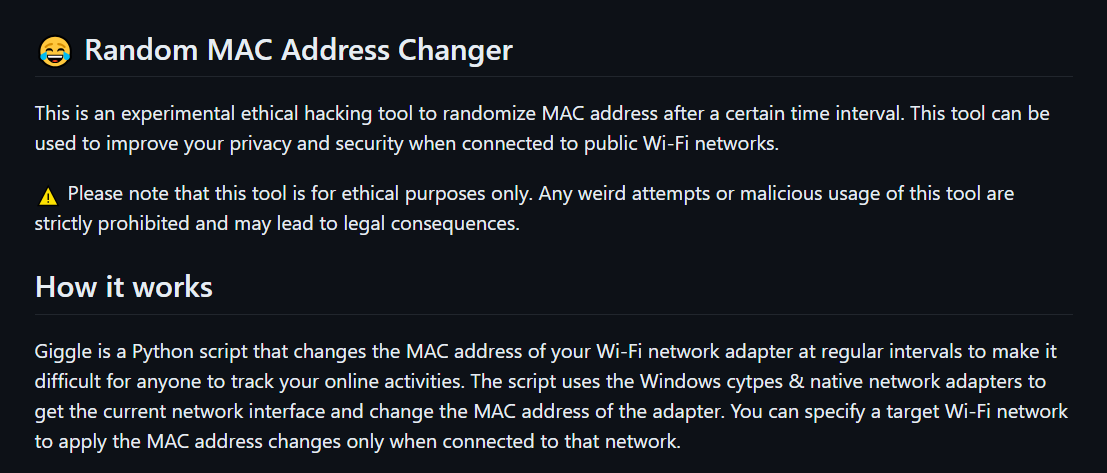 😂 Random MAC Address Changer
This is an experimental ethical hacking tool to randomize MAC address after a certain time interval. This tool can be
used to improve your privacy and security when connected to public Wi-Fi networks.
⚠ Please note that this tool is for ethical purposes only. Any weird attempts or malicious usage of this tool are
strictly prohibited and may lead to legal consequences.
How it works
Giggle is a Python script that changes the MAC address of your Wi-Fi network adapter at regular intervals to make it
difficult for anyone to track your online activities. The script uses the Windows cytpes & native network adapters to
get the current network interface and change the MAC address of the adapter. You can specify a target Wi-Fi network
to apply the MAC address changes only when connected to that network.